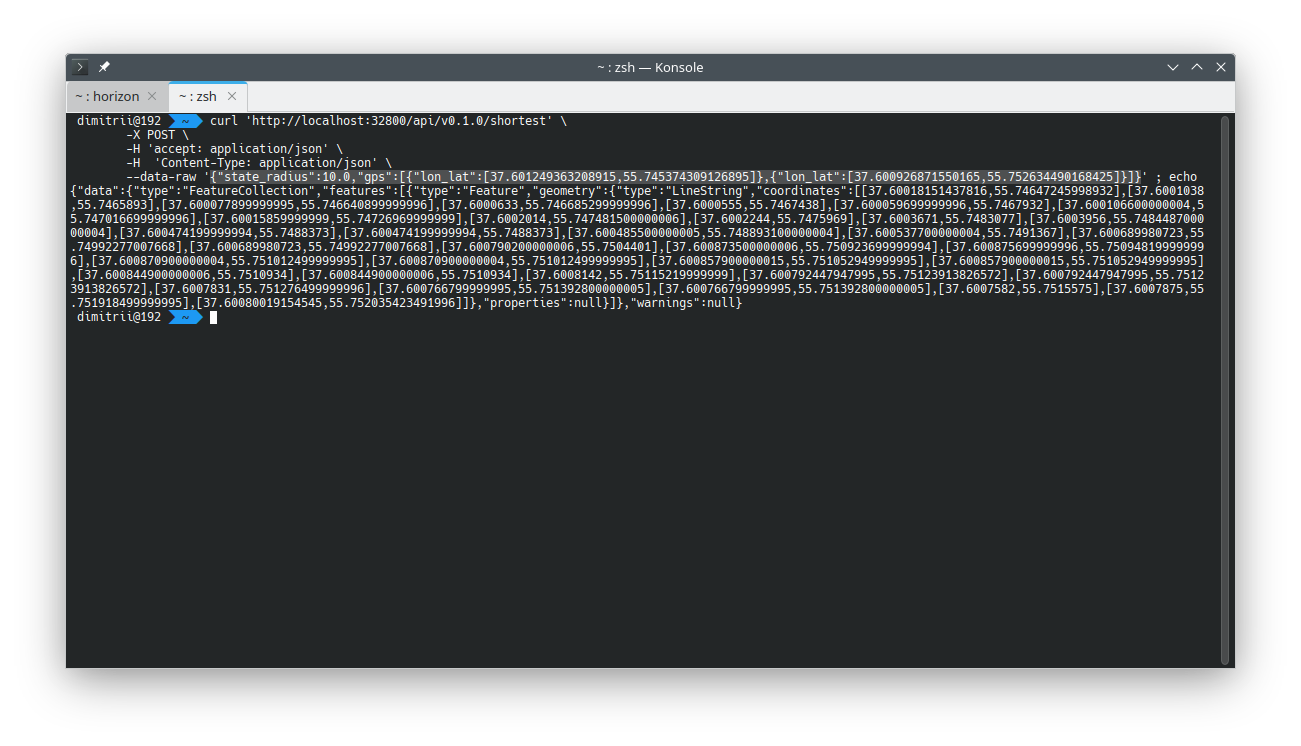 ~ : zsh — Konsole
~ : horizon
~ : zsh
dimitrii@192 ~ curl 'http://localhost:32800/api/v0.1.0/shortest' \
-X POST \
-H 'accept: application/json' \
-H  'Content-Type: application/json' \
--data-raw '{"state_radius":10.0,"gps":[{"lon_lat":[37.601249363208915,55.745374309126895]},{"lon_lat":[37.600926871550165,55.752634490168425]}]}' ; echo
{"data":{"type":"FeatureCollection","features":[{"type":"Feature","geometry":{"type":"LineString","coordinates":[[37.60018151437816,55.74647245998932],[37.6001038
,55.7465893],[37.600077899999995,55.746640899999996],[37.6000633,55.746685299999996],[37.6000555,55.7467438],[37.600059699999996,55.7467932],[37.600106600000004,5
5.747016699999996],[37.60015859999999,55.74726969999999],[37.6002014,55.747481500000006],[37.6002244,55.7475969],[37.6003671,55.7483077],[37.6003956,55.7484487000
00004],[37.600474199999994,55.7488373],[37.600474199999994,55.7488373],[37.600485500000005,55.748893100000004],[37.600537700000004,55.7491367],[37.600689980723,55
.74992277007668],[37.600689980723,55.74992277007668],[37.600790200000006,55.7504401],[37.600873500000006,55.750923699999994],[37.600875699999996,55.75094819999999
6],[37.600870900000004,55.751012499999995],[37.600870900000004,55.751012499999995],[37.600857900000015,55.751052949999995],[37.600857900000015,55.751052949999995]
,[37.600844900000006,55.7510934],[37.600844900000006,55.7510934],[37.6008142,55.75115219999999],[37.600792447947995,55.75123913826572],[37.600792447947995,55.7512
3913826572],[37.6007831,55.751276499999996],[37.600766799999995,55.751392800000005],[37.600766799999995,55.751392800000005],[37.6007582,55.7515575],[37.6007875,55
.751918499999995],[37.60080019154545,55.752035423491996]]},"properties":null}]},"warnings":null}
dimitrii@192 ~